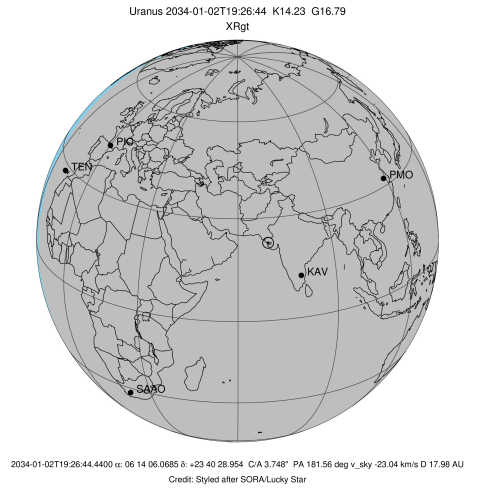 Uranus 2034-01-02T19:26:44 K14.23 G16.79
XRgt
PIC
TEN
PMO
KAV
SAAO
2034-01-02T19:26:44.4400 α: 06 14 06.0685 δ: +23 40 28.954 C/A 3.748" PA 181.56 deg v_sky -23.04 km/s D 17.98 AU
Credit: Styled after SORA/Lucky Star